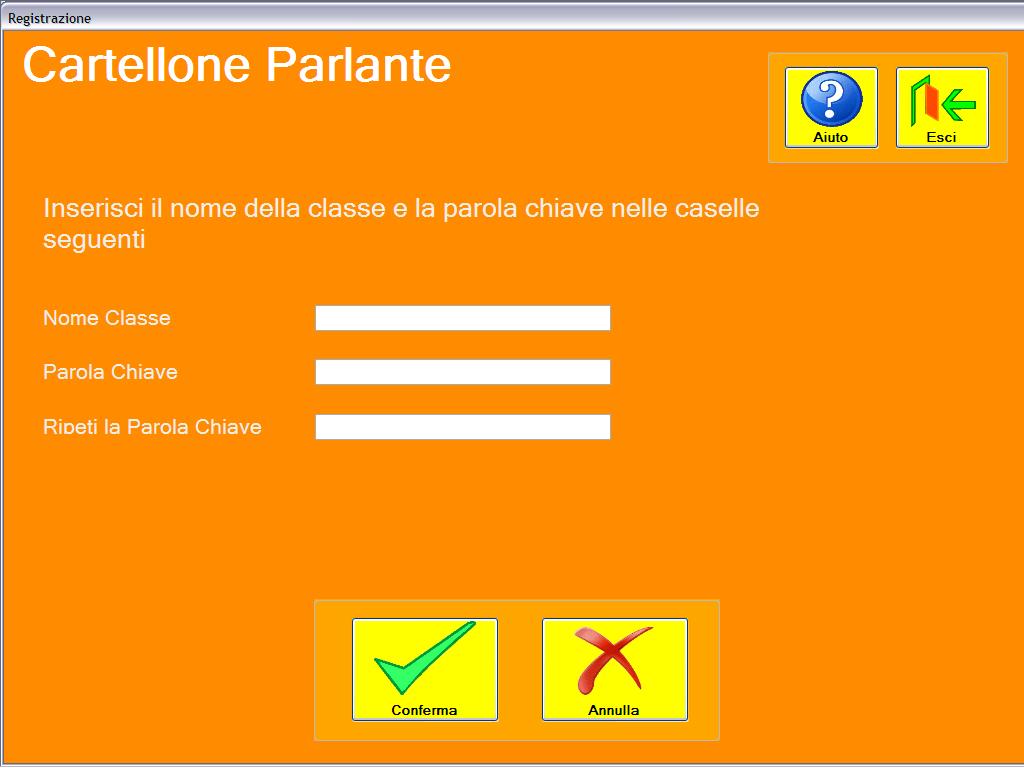 Registrazione
Cartellone Parlante
Aiuto
Esci
Inserisci il nome della classe e la parola chiave nelle caselle
seguenti
Nome Classe
Parola Chiave
Ripeti la Parola Chiave
Conferma
Annulla